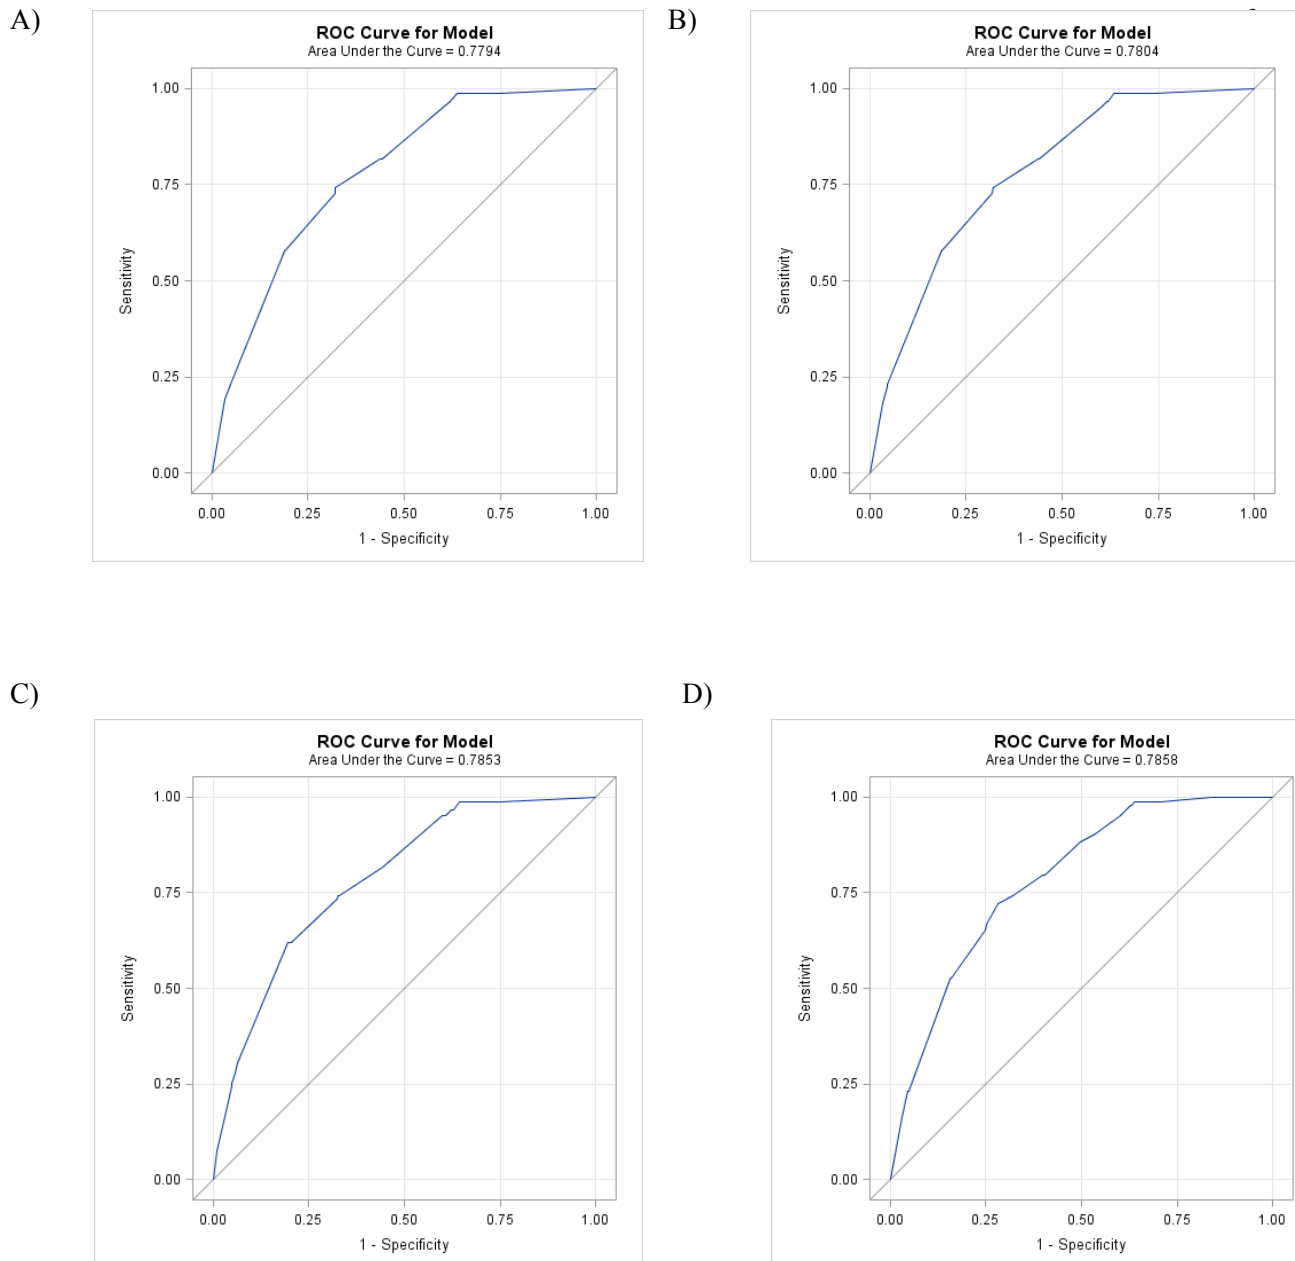 A)
ROC Curve for Model
Area Under the Curve = 0.7794
1.00
0.75
0.50
0.25
0.00
Sensitivity
0.00 0.25 0.50 0.75 1.00
1 - Specificity
B)
ROC Curve for Model
Area Under the Curve = 0.7804
1.00
0.75
0.50
0.25
0.00
Sensitivity
0.00 0.25 0.50 0.75 1.00
1 - Specificity
C)
ROC Curve for Model
Area Under the Curve = 0.7853
1.00
0.75
0.50
0.25
0.00
Sensitivity
0.00 0.25 0.50 0.75 1.00
1 - Specificity
D)
ROC Curve for Model
Area Under the Curve = 0.7858
1.00
0.75
0.50
0.25
0.00
Sensitivity
0.00 0.25 0.50 0.75 1.00
1 - Specificity